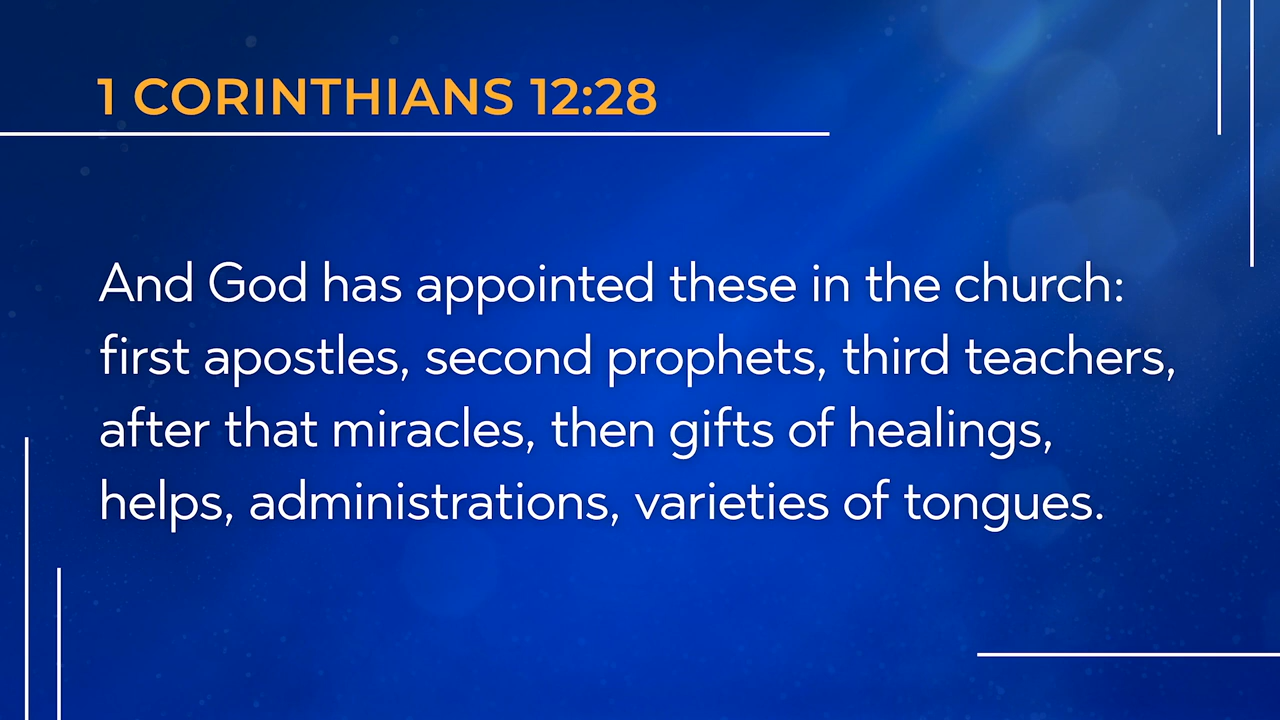 1 CORINTHIANS 12:28
And God has appointed these in the church:
first apostles, second prophets, third teachers,
after that miracles, then gifts of healings,
helps, administrations, varieties of tongues.